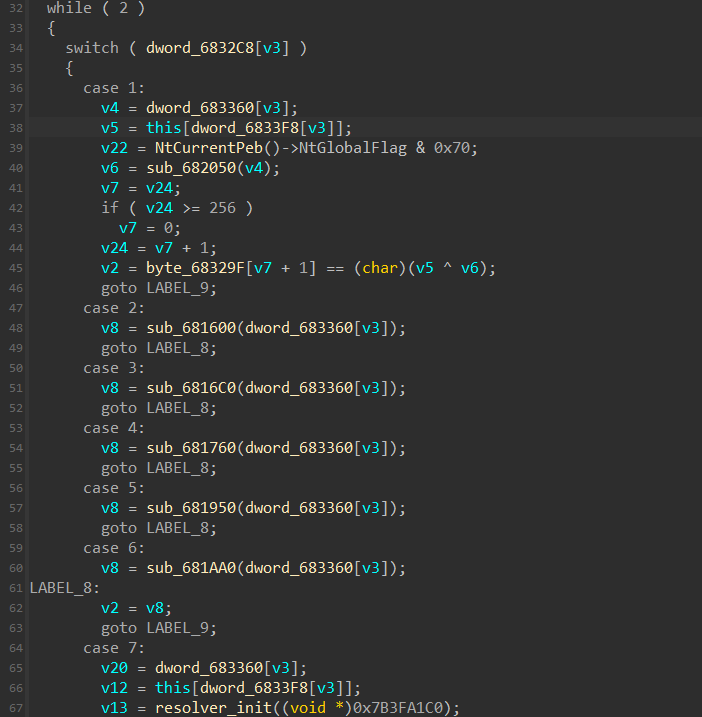 32 while ( 2 )
33 {
34 switch ( dword_6832C8[v3] )
35 {
36 case 1:
37 v4 = dword_683360[v3];
38 v5 = this[dword_6833F8[v3]];
39 v22 = NtCurrentPeb()->NtGlobalFlag & 0x70;
40 v6 = sub_682050(v4);
41 v7 = v24;
42 if ( v24 >= 256 )
43 v7 = 0;
44 v24 = v7 + 1;
45 v2 = byte_68329F[v7 + 1] == (char)(v5 ^ v6);
46 goto LABEL_9;
47 case 2:
48 v8 = sub_681600(dword_683360[v3]);
49 goto LABEL_8;
50 case 3:
51 v8 = sub_6816C0(dword_683360[v3]);
52 goto LABEL_8;
53 case 4:
54 v8 = sub_681760(dword_683360[v3]);
55 goto LABEL_8;
56 case 5:
57 v8 = sub_681950(dword_683360[v3]);
58 goto LABEL_8;
59 case 6:
60 v8 = sub_681AA0(dword_683360[v3]);
61 LABEL_8:
62 v2 = v8;
63 goto LABEL_9;
64 case 7:
65 v20 = dword_683360[v3];
66 v12 = this[dword_6833F8[v3]];
67 v13 = resolver_init((void *)0x7B3FA1C0);